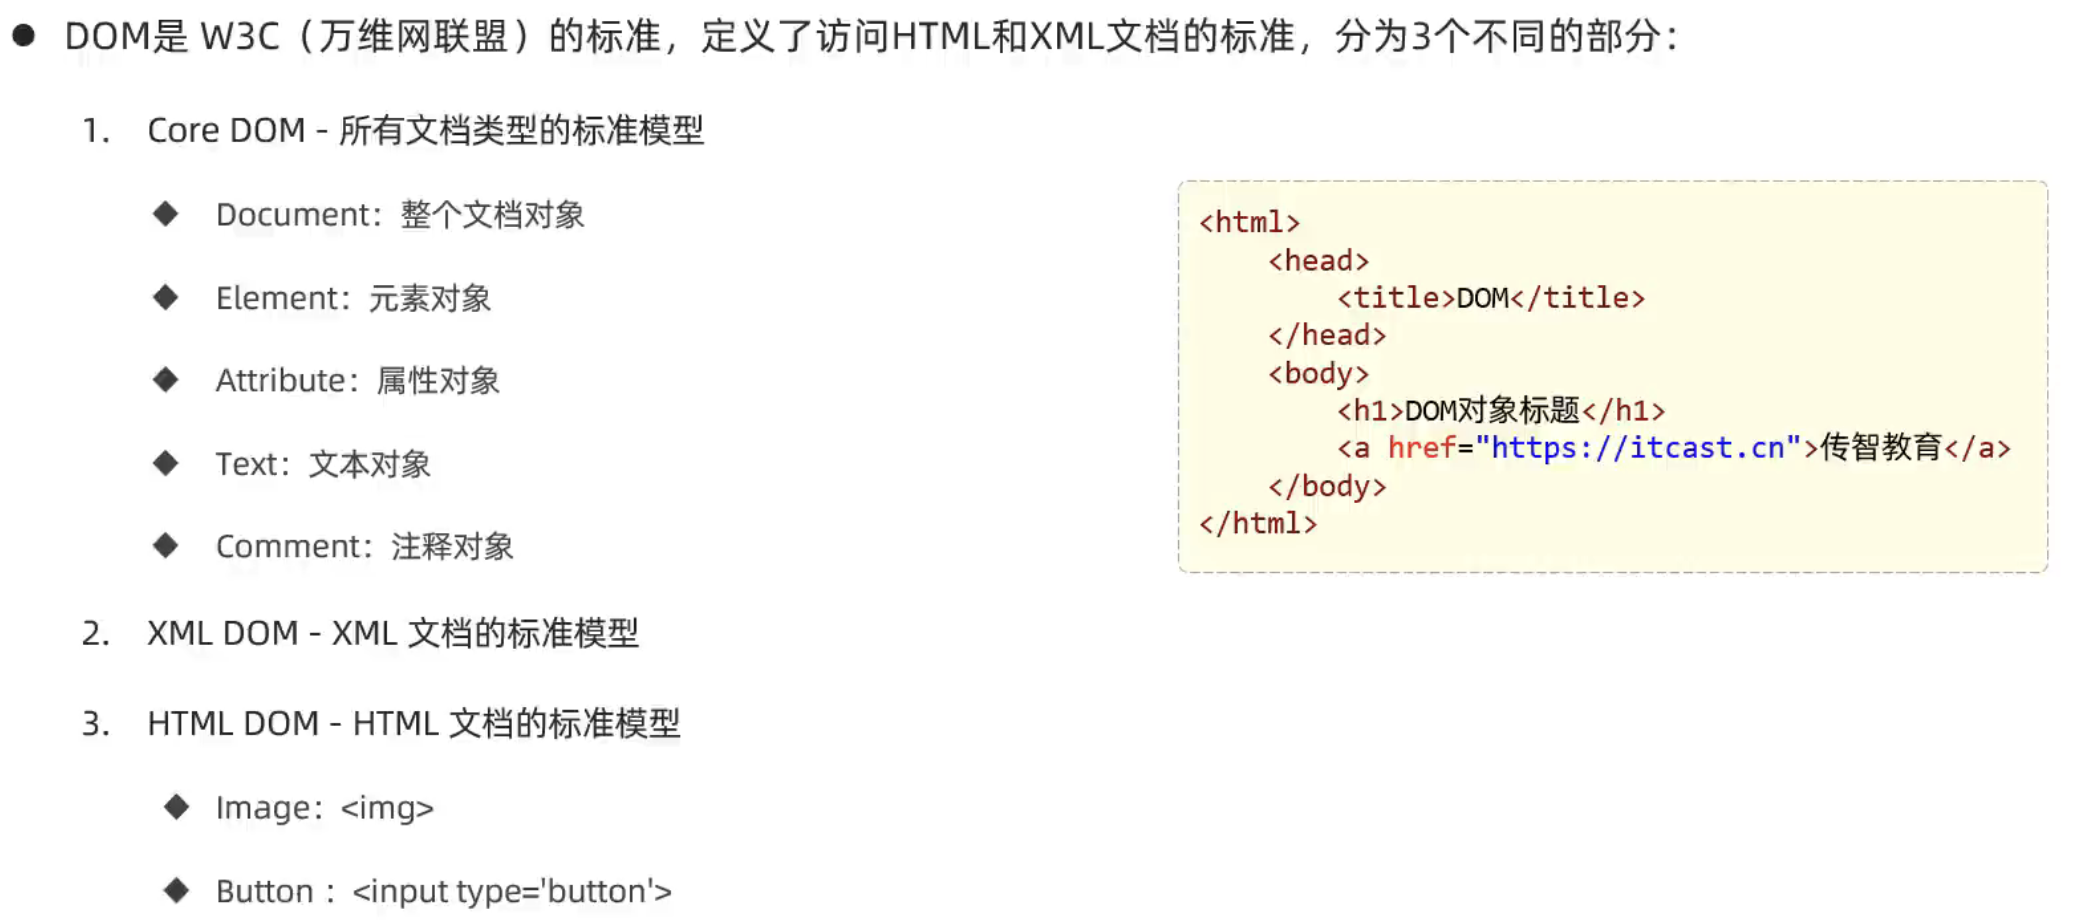 ● DOM是 W3C（万维网联盟）的标准，定义了访问HTML和XML文档的标准，分为3个不同的部分：
1. Core DOM - 所有文档类型的标准模型
◆ Document：整个文档对象
◆ Element：元素对象
◆ Attribute：属性对象
◆ Text：文本对象
◆ Comment：注释对象
2. XML DOM - XML 文档的标准模型
3. HTML DOM - HTML 文档的标准模型
◆ Image：<img>
◆ Button ：<input type='button'>
<html>
    <head>
        <title>DOM</title>
    </head>
    <body>
        <h1>DOM对象标题</h1>
        <a href="https://itcast.cn">传智教育</a>
    </body>
</html>